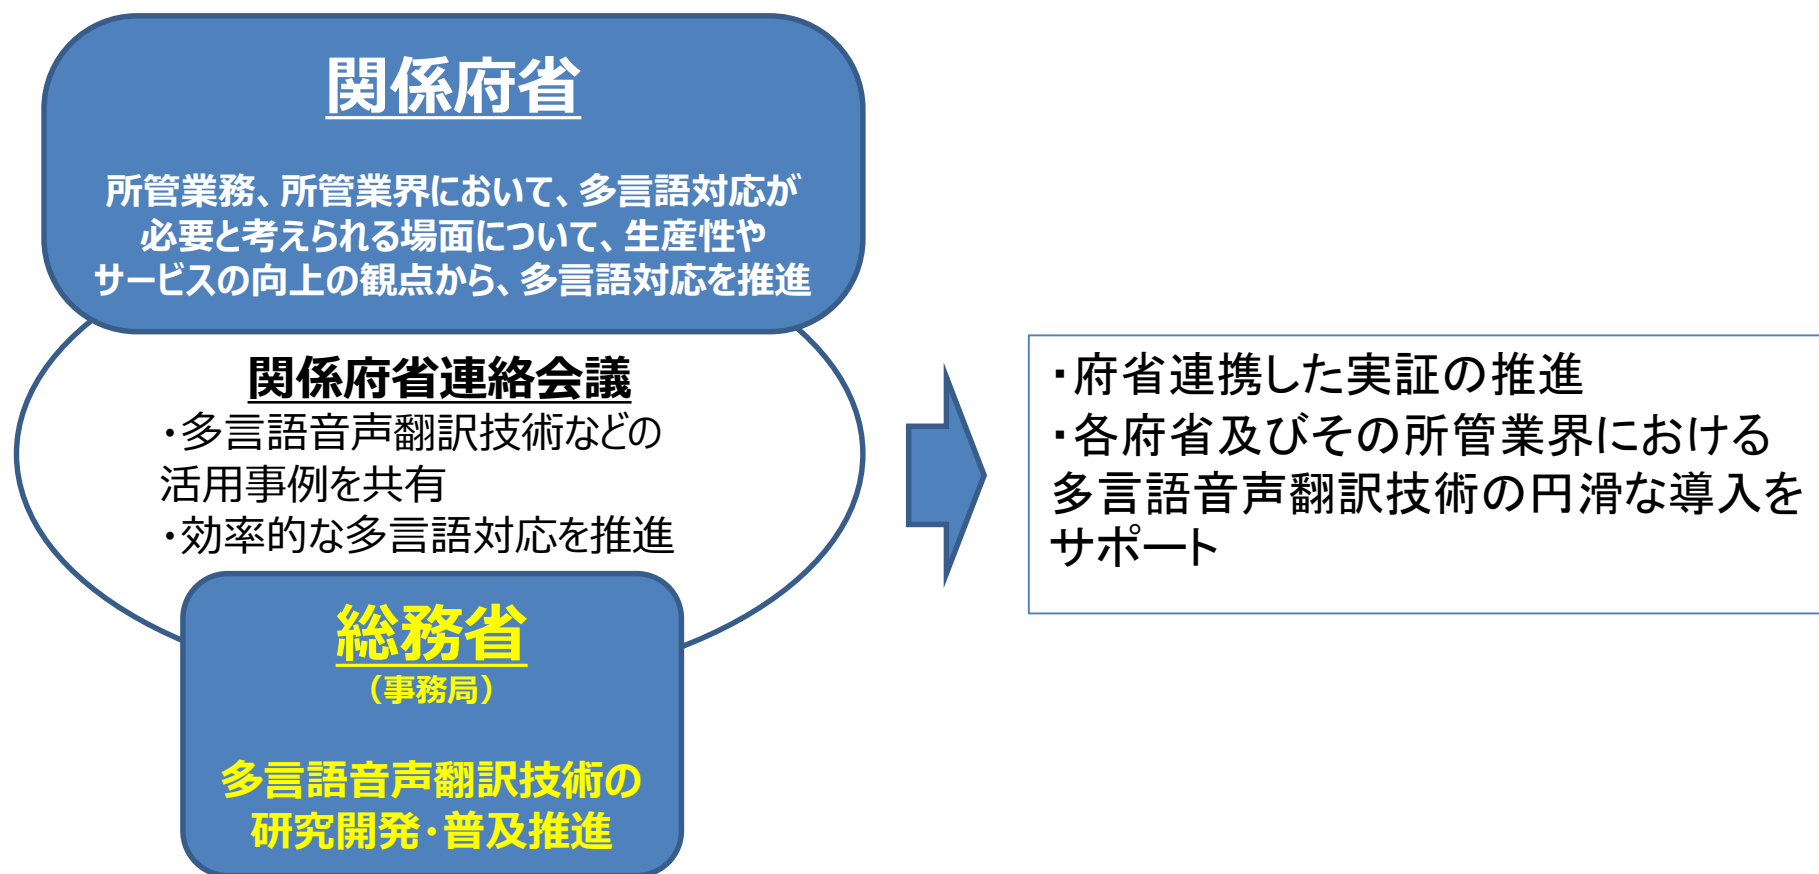 関係府省
所管業務、所管業界において、多言語対応が
必要と考えられる場面について、生産性や
サービスの向上の観点から、多言語対応を推進
関係府省連絡会議
・多言語音声翻訳技術などの
活用事例を共有
・効率的な多言語対応を推進
総務省
（事務局）
多言語音声翻訳技術の
研究開発・普及推進
・府省連携した実証の推進
・各府省及びその所管業界における
多言語音声翻訳技術の円滑な導入を
サポート